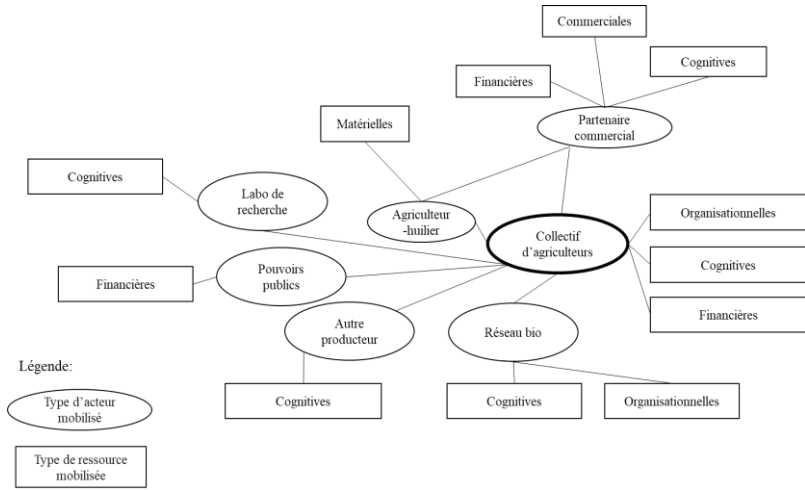 Commerciales
Cognitives
Financières
Partenaire
commercial
Matérielles
Cognitives
Labo de
recherche
Agriculteur
-huilier
Collectif
d'agriculteurs
Organisationnelles
Cognitives
Financières
Financières
Pouvoirs
publics
Autre
producteur
Réseau bio
Légende:
Cognitives
Cognitives
Organisationnelles
Type d'acteur
mobilisé
Type de ressource
mobilisée